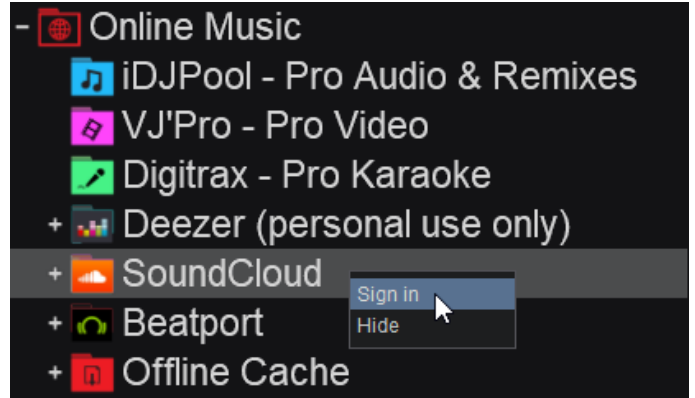 Online Music
iDJPool - Pro Audio & Remixes
VJ'Pro - Pro Video
Digitrax - Pro Karaoke
Deezer (personal use only)
SoundCloud
Sign in
Hide
Beatport
Offline Cache